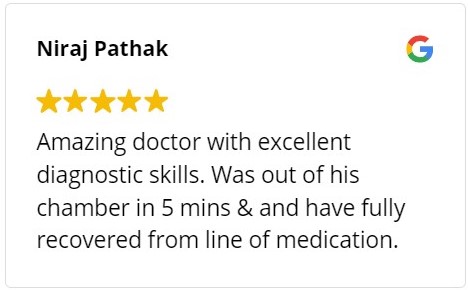 Niraj Pathak
Amazing doctor with excellent
diagnostic skills. Was out of his
chamber in 5 mins & and have fully
recovered from line of medication.